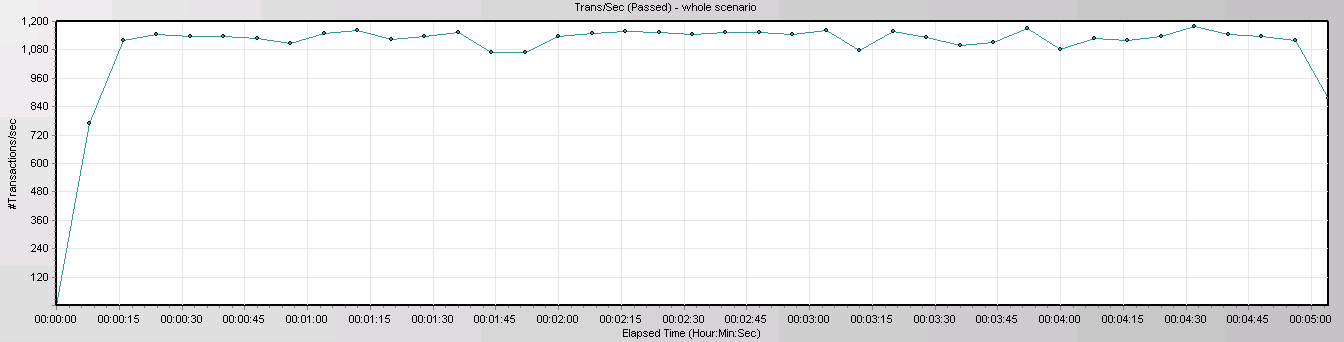 Trans/Sec (Passed) - whole scenario
1,200
1,080
960
840
720
600
480
360
240
120
#Transactions/sec
00:00:00 00:00:15 00:00:30 00:00:45 00:01:00 00:01:15 00:01:30 00:01:45 00:02:00 00:02:15 00:02:30 00:02:45 00:03:00 00:03:15 00:03:30 00:03:45 00:04:00 00:04:15 00:04:30 00:04:45 00:05:00
Elapsed Time (Hour:Min:Sec)